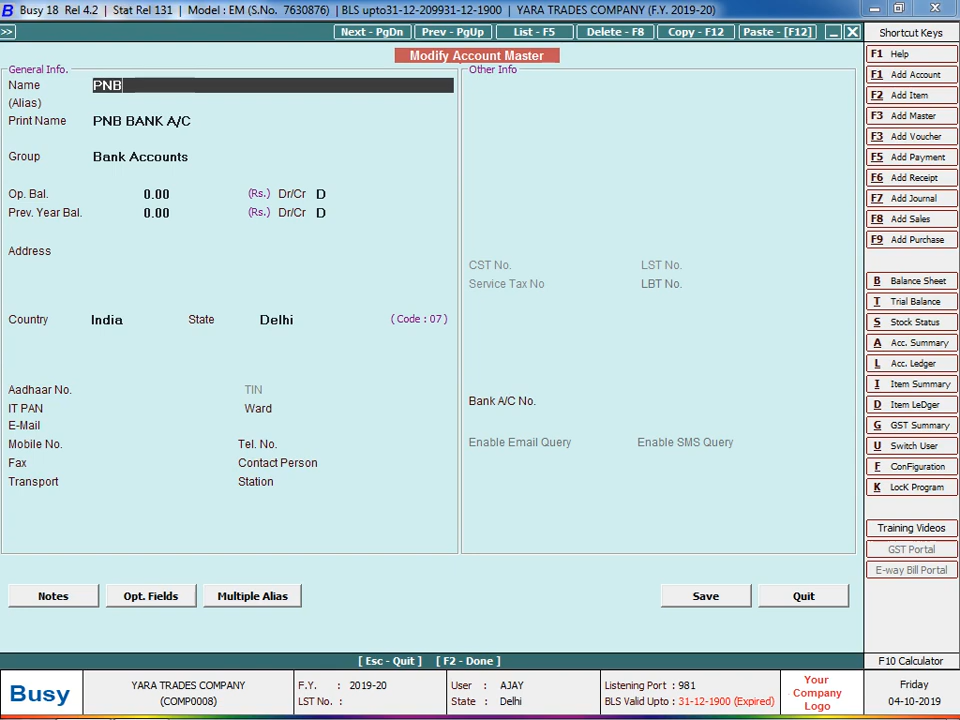 Busy 18 Rel 4.2 | Stat Rel 131 | Model : EM (S.No. 7630876) | BLS upto31-12-209931-12-1900 | YARA TRADES COMPANY (F.Y. 2019-20)
>> Next - PgDn Prev - PgUp List - F5 Delete - F8 Copy - F12 Paste - [F12]
Modify Account Master
General Info.
Name PNB
(Alias)
Print Name PNB BANK A/C
Group Bank Accounts
Op. Bal. 0.00 (Rs.) Dr/Cr D
Prev. Year Bal. 0.00 (Rs.) Dr/Cr D
Address
Country India State Delhi ( Code : 07 )
Aadhaar No. TIN
IT PAN Ward
E-Mail
Mobile No. Tel. No.
Fax Contact Person
Transport Station
Other Info
CST No. LST No.
Service Tax No LBT No.
Bank A/C No.
Enable Email Query Enable SMS Query
Notes Opt. Fields Multiple Alias Save Quit
[ Esc - Quit ] [ F2 - Done ]
Shortcut Keys
F1 Help
F1 Add Account
F2 Add Item
F3 Add Master
F3 Add Voucher
F5 Add Payment
F6 Add Receipt
F7 Add Journal
F8 Add Sales
F9 Add Purchase
B Balance Sheet
T Trial Balance
S Stock Status
A Acc. Summary
L Acc. Ledger
I Item Summary
D Item LeDger
G GST Summary
U Switch User
F ConFiguration
K LocK Program
Training Videos
GST Portal
E-way Bill Portal
F10 Calculator
Busy
YARA TRADES COMPANY
(COMP0008)
F.Y. : 2019-20
LST No. :
User : AJAY
State : Delhi
Listening Port : 981
BLS Valid Upto : 31-12-1900 (Expired)
Your
Company
Logo
Friday
04-10-2019